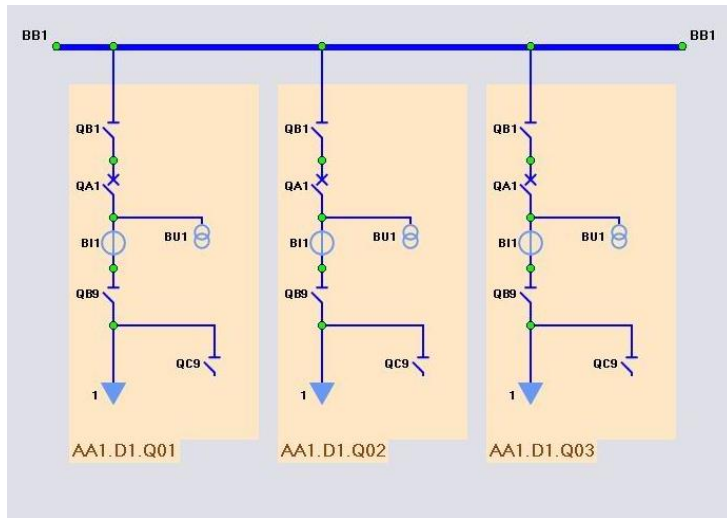 BB1 BB1
QB1 QB1 QB1
QA1 QA1 QA1
BI1 BU1 BI1 BU1 BI1 BU1
QB9 QB9 QB9
QC9 QC9 QC9
1 1 1
AA1.D1.Q01 AA1.D1.Q02 AA1.D1.Q03